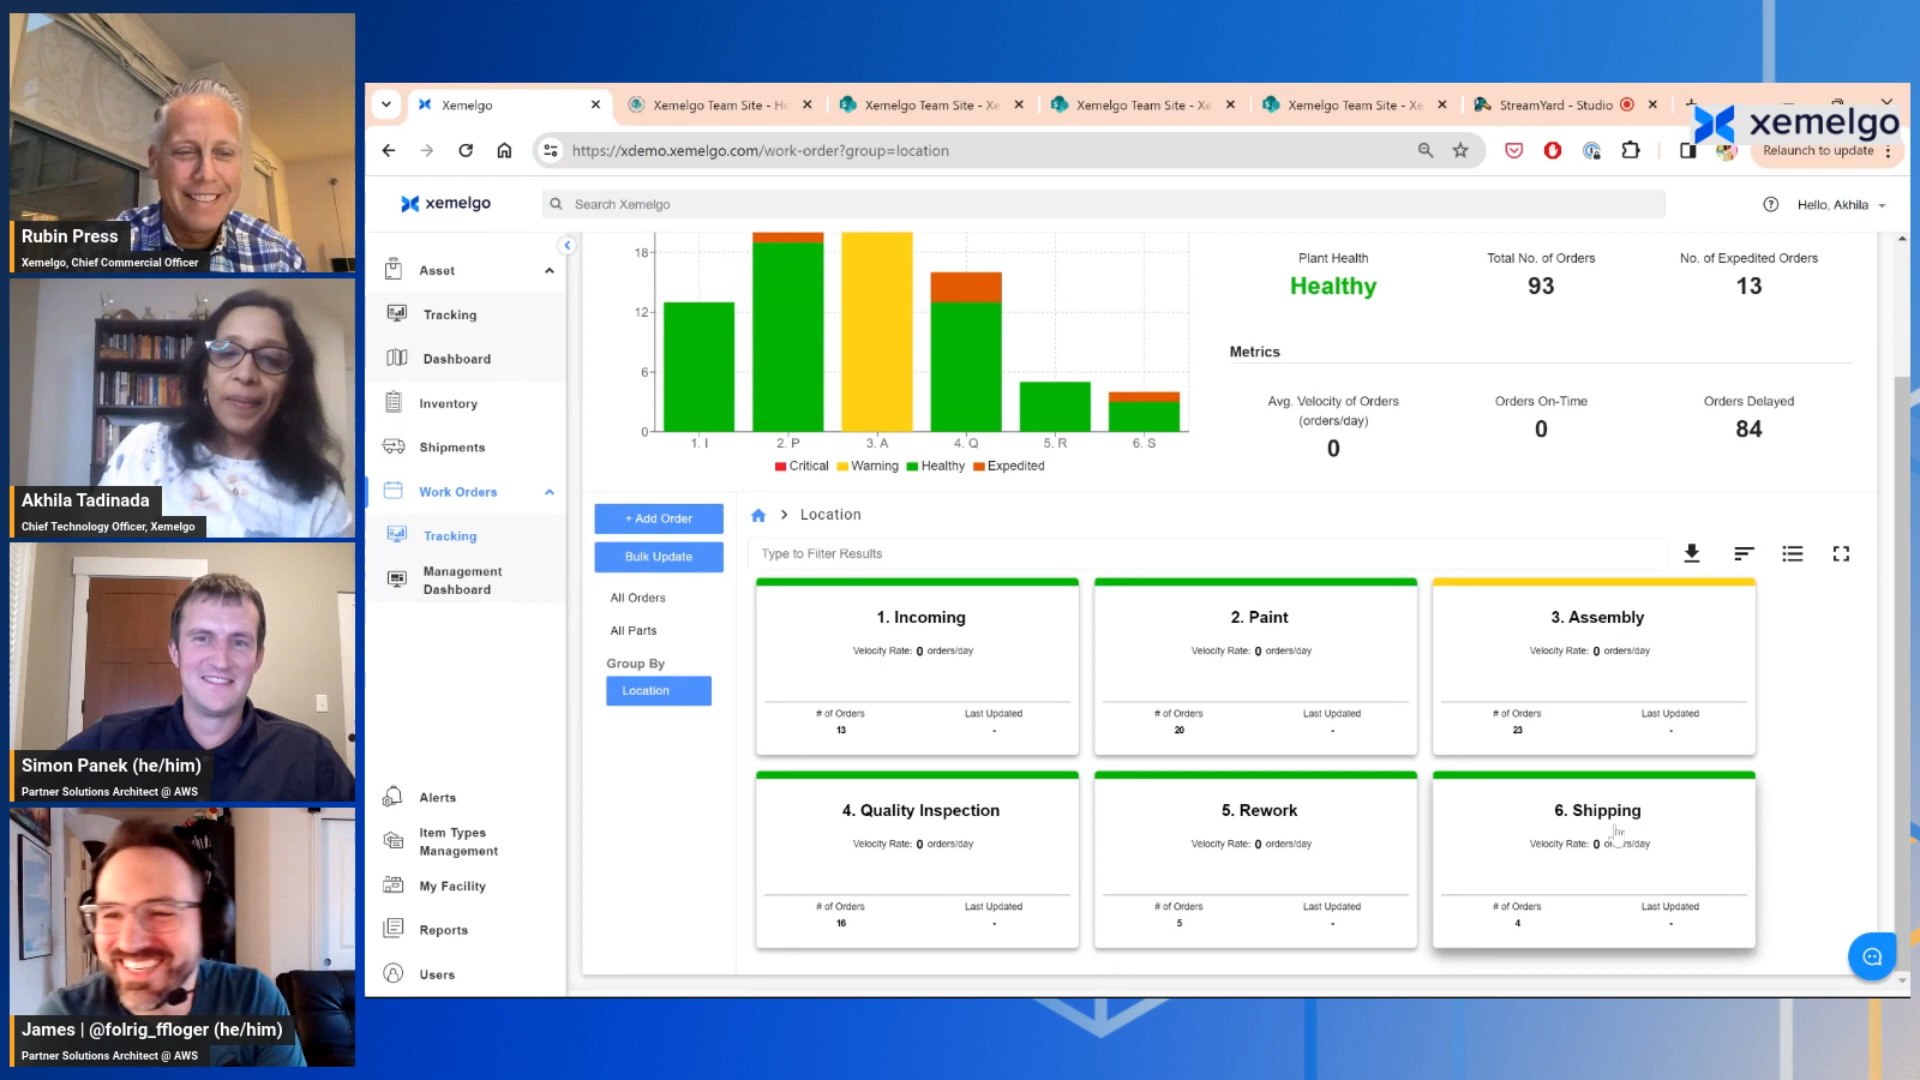 Rubin Press
Xemelgo, Chief Commercial Officer
Akhila Tadinada
Chief Technology Officer, Xemelgo
Simon Panek (he/him)
Partner Solutions Architect @ AWS
James | @folrig_ffloger (he/him)
Partner Solutions Architect @ AWS
Xemelgo
Xemelgo Team Site - Ho
Xemelgo Team Site - Xe
Xemelgo Team Site - Xe
Xemelgo Team Site - Xe
StreamYard - Studio
xemelgo
https://xdemo.xemelgo.com/work-order?group=location
Relaunch to update
xemelgo
Search Xemelgo
Hello, Akhila
Asset
Tracking
Dashboard
Inventory
Shipments
Work Orders
Tracking
Management
Dashboard
Alerts
Item Types
Management
My Facility
Reports
Users
18
12
6
0
1. I
2. P
3. A
4. Q
5. R
6. S
Critical Warning Healthy Expedited
Plant Health
Healthy
Total No. of Orders
93
No. of Expedited Orders
13
Metrics
Avg. Velocity of Orders
(orders/day)
0
Orders On-Time
0
Orders Delayed
84
+ Add Order
Bulk Update
All Orders
All Parts
Group By
Location
Location
Type to Filter Results
1. Incoming
Velocity Rate: 0 orders/day
# of Orders Last Updated
13 -
2. Paint
Velocity Rate: 0 orders/day
# of Orders Last Updated
20 -
3. Assembly
Velocity Rate: 0 orders/day
# of Orders Last Updated
23 -
4. Quality Inspection
Velocity Rate: 0 orders/day
# of Orders Last Updated
16 -
5. Rework
Velocity Rate: 0 orders/day
# of Orders Last Updated
5 -
6. Shipping
Velocity Rate: 0 orders/day
# of Orders Last Updated
4 -